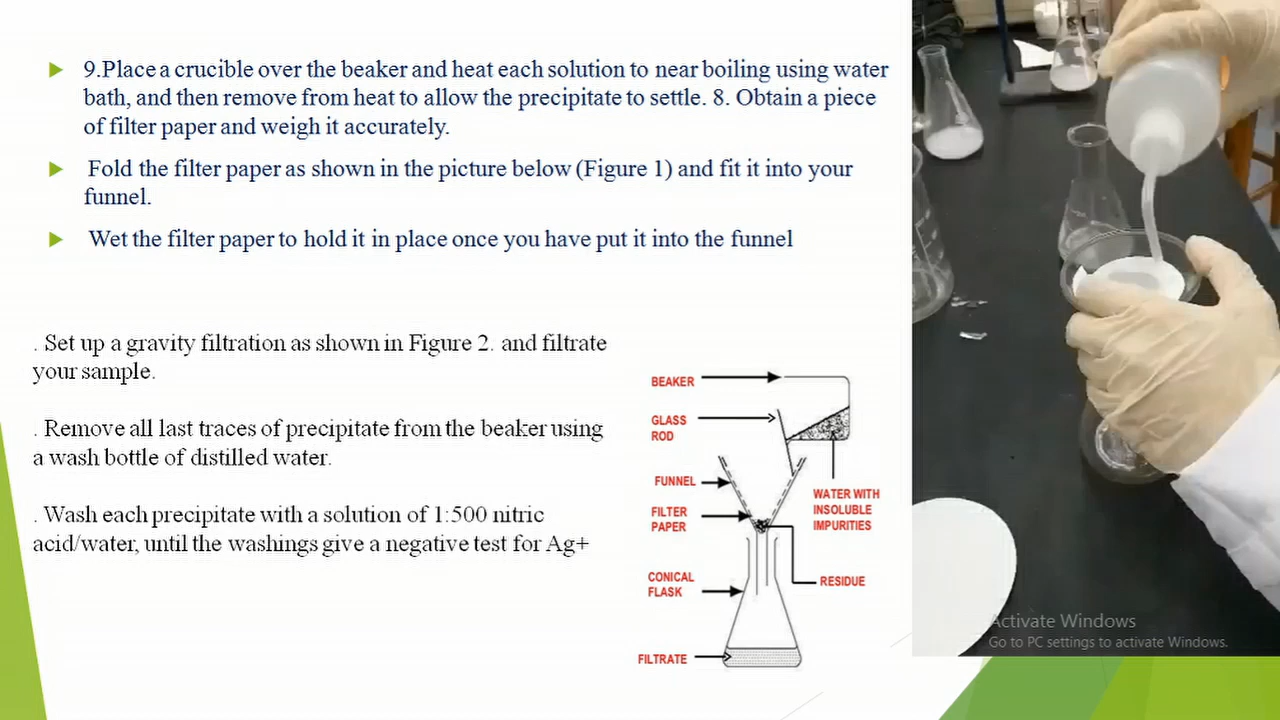 9.Place a crucible over the beaker and heat each solution to near boiling using water
bath, and then remove from heat to allow the precipitate to settle. 8. Obtain a piece
of filter paper and weigh it accurately.
Fold the filter paper as shown in the picture below (Figure 1) and fit it into your
funnel.
Wet the filter paper to hold it in place once you have put it into the funnel
. Set up a gravity filtration as shown in Figure 2. and filtrate
your sample.
. Remove all last traces of precipitate from the beaker using
a wash bottle of distilled water.
. Wash each precipitate with a solution of 1:500 nitric
acid/water, until the washings give a negative test for Ag+
BEAKER
GLASS
ROD
FUNNEL
FILTER
PAPER
WATER WITH
INSOLUBLE
IMPURITIES
CONICAL
FLASK
RESIDUE
FILTRATE
Activate Windows
Go to PC settings to activate Windows.